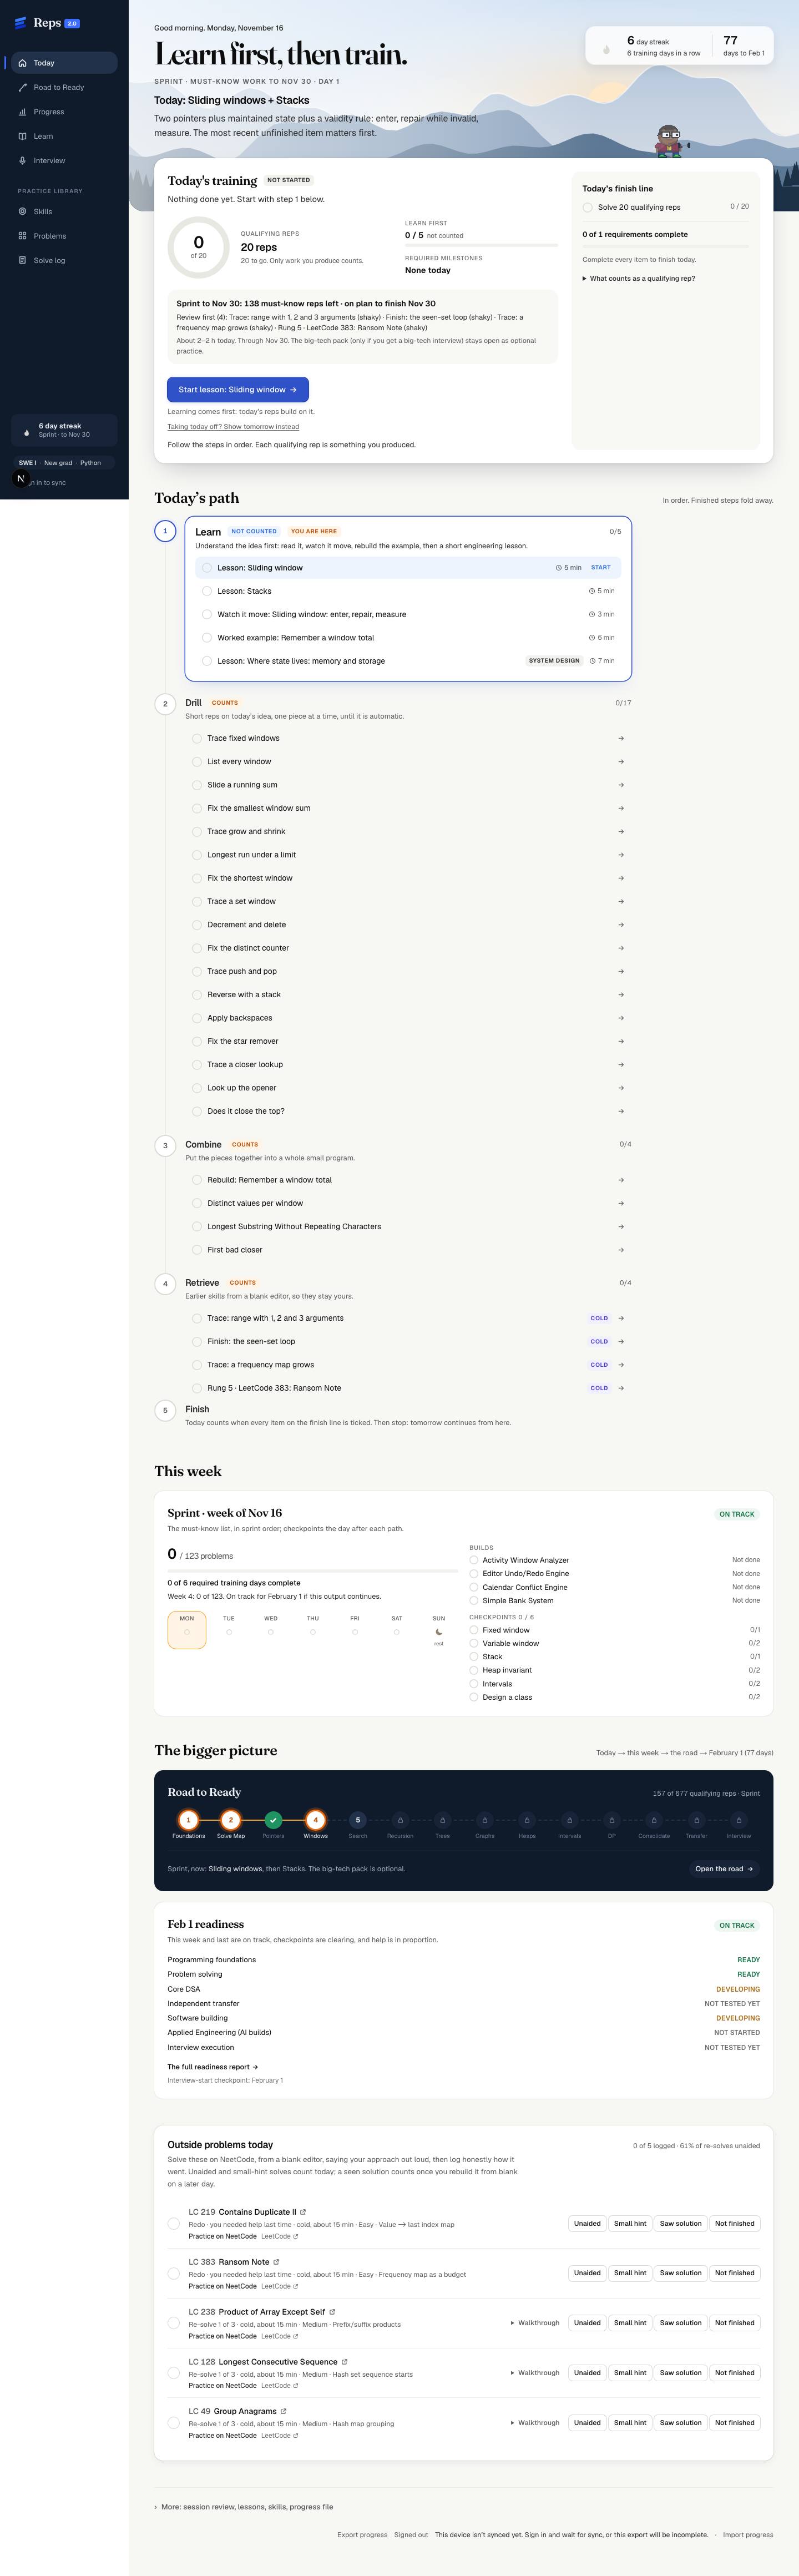 Reps 2.0
Today
Road to Ready
Progress
Learn
Interview
PRACTICE LIBRARY
Skills
Problems
Solve log
6 day streak
Sprint · to Nov 30
SWE I · New grad · Python
N
n in to sync
Good morning. Monday, November 16
Learn first, then train.
SPRINT · MUST-KNOW WORK TO NOV 30 · DAY 1
Today: Sliding windows + Stacks
Two pointers plus maintained state plus a validity rule: enter, repair while invalid,
measure. The most recent unfinished item matters first.
6 day streak
6 training days in a row
77
days to Feb 1
Today's training NOT STARTED
Nothing done yet. Start with step 1 below.
0
of 20
QUALIFYING REPS
20 reps
20 to go. Only work you produce counts.
LEARN FIRST
0 / 5 not counted
REQUIRED MILESTONES
None today
Sprint to Nov 30: 138 must-know reps left · on plan to finish Nov 30
Review first (4): Trace: range with 1, 2 and 3 arguments (shaky) · Finish: the seen-set loop (shaky) · Trace: a
frequency map grows (shaky) · Rung 5 · LeetCode 383: Ransom Note (shaky)
About 2–2 h today. Through Nov 30. The big-tech pack (only if you get a big-tech interview) stays open as optional
practice.
Start lesson: Sliding window →
Learning comes first: today's reps build on it.
Taking today off? Show tomorrow instead
Follow the steps in order. Each qualifying rep is something you produced.
Today's finish line
Solve 20 qualifying reps 0 / 20
0 of 1 requirements complete
Complete every item to finish today.
▶ What counts as a qualifying rep?
Today's path
In order. Finished steps fold away.
1
Learn NOT COUNTED YOU ARE HERE 0/5
Understand the idea first: read it, watch it move, rebuild the example, then a short engineering lesson.
Lesson: Sliding window 5 min START
Lesson: Stacks 5 min
Watch it move: Sliding window: enter, repair, measure 3 min
Worked example: Remember a window total 6 min
Lesson: Where state lives: memory and storage SYSTEM DESIGN 7 min
2
Drill COUNTS 0/17
Short reps on today's idea, one piece at a time, until it is automatic.
Trace fixed windows →
List every window →
Slide a running sum →
Fix the smallest window sum →
Trace grow and shrink →
Longest run under a limit →
Fix the shortest window →
Trace a set window →
Decrement and delete →
Fix the distinct counter →
Trace push and pop →
Reverse with a stack →
Apply backspaces →
Fix the star remover →
Trace a closer lookup →
Look up the opener →
Does it close the top? →
3
Combine COUNTS 0/4
Put the pieces together into a whole small program.
Rebuild: Remember a window total →
Distinct values per window →
Longest Substring Without Repeating Characters →
First bad closer →
4
Retrieve COUNTS 0/4
Earlier skills from a blank editor, so they stay yours.
Trace: range with 1, 2 and 3 arguments COLD →
Finish: the seen-set loop COLD →
Trace: a frequency map grows COLD →
Rung 5 · LeetCode 383: Ransom Note COLD →
5
Finish
Today counts when every item on the finish line is ticked. Then stop: tomorrow continues from here.
This week
Sprint · week of Nov 16 ON TRACK
The must-know list, in sprint order; checkpoints the day after each path.
0 / 123 problems
0 of 6 required training days complete
Week 4: 0 of 123. On track for February 1 if this output continues.
MON TUE WED THU FRI SAT SUN
rest
BUILDS
Activity Window Analyzer Not done
Editor Undo/Redo Engine Not done
Calendar Conflict Engine Not done
Simple Bank System Not done
CHECKPOINTS 0 / 6
Fixed window 0/1
Variable window 0/2
Stack 0/1
Heap invariant 0/2
Intervals 0/2
Design a class 0/2
The bigger picture
Today → this week → the road → February 1 (77 days)
Road to Ready 157 of 677 qualifying reps · Sprint
1 2 4 5
Foundations Solve Map Pointers Windows Search Recursion Trees Graphs Heaps Intervals DP Consolidate Transfer Interview
Sprint, now: Sliding windows, then Stacks. The big-tech pack is optional.
Open the road →
Feb 1 readiness ON TRACK
This week and last are on track, checkpoints are clearing, and help is in proportion.
Programming foundations READY
Problem solving READY
Core DSA DEVELOPING
Independent transfer NOT TESTED YET
Software building DEVELOPING
Applied Engineering (AI builds) NOT STARTED
Interview execution NOT TESTED YET
The full readiness report →
Interview-start checkpoint: February 1
Outside problems today
0 of 5 logged · 61% of re-solves unaided
Solve these on NeetCode, from a blank editor, saying your approach out loud, then log honestly how it
went. Unaided and small-hint solves count today; a seen solution counts once you rebuild it from blank
on a later day.
LC 219 Contains Duplicate II
Redo · you needed help last time · cold, about 15 min · Easy · Value → last index map
Practice on NeetCode LeetCode
Unaided Small hint Saw solution Not finished
LC 383 Ransom Note
Redo · you needed help last time · cold, about 15 min · Easy · Frequency map as a budget
Practice on NeetCode LeetCode
Unaided Small hint Saw solution Not finished
LC 238 Product of Array Except Self
Re-solve 1 of 3 · cold, about 15 min · Medium · Prefix/suffix products
Practice on NeetCode LeetCode
▶ Walkthrough Unaided Small hint Saw solution Not finished
LC 128 Longest Consecutive Sequence
Re-solve 1 of 3 · cold, about 15 min · Medium · Hash set sequence starts
Practice on NeetCode LeetCode
▶ Walkthrough Unaided Small hint Saw solution Not finished
LC 49 Group Anagrams
Re-solve 1 of 3 · cold, about 15 min · Medium · Hash map grouping
Practice on NeetCode LeetCode
▶ Walkthrough Unaided Small hint Saw solution Not finished
› More: session review, lessons, skills, progress file
Export progress Signed out This device isn't synced yet. Sign in and wait for sync, or this export will be incomplete. · Import progress